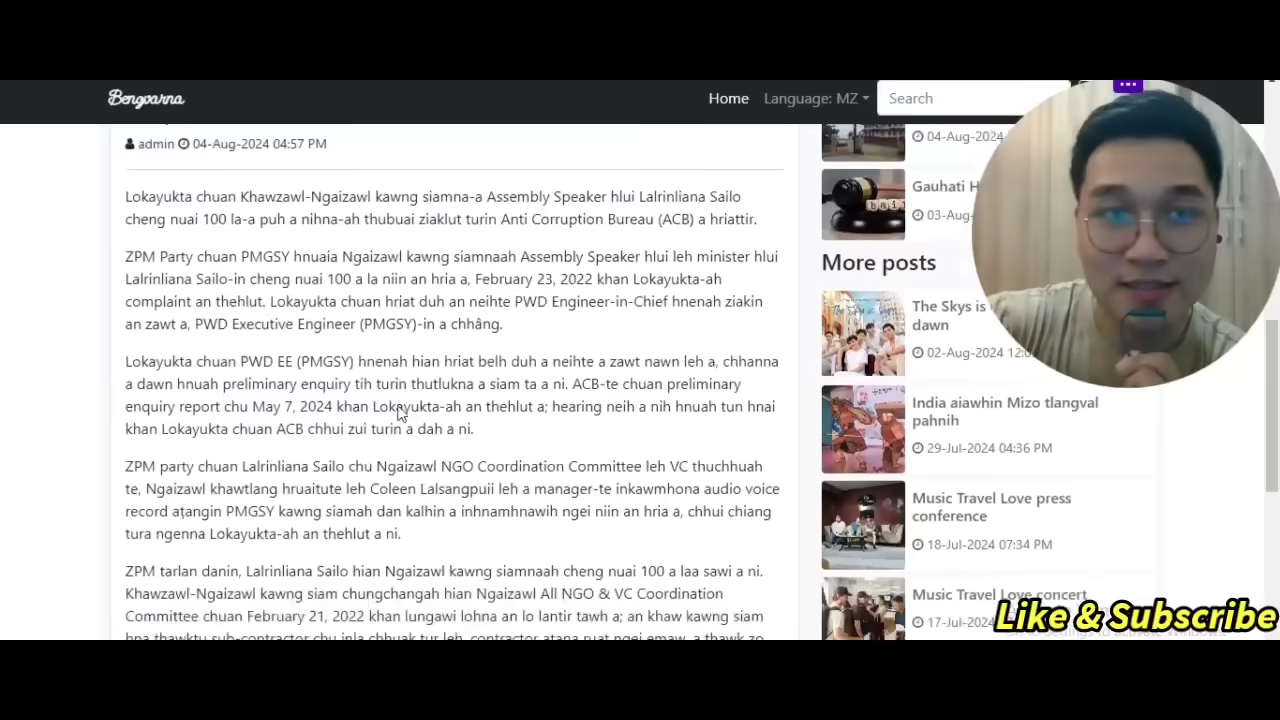 Bengvarna
Home
Language: MZ
Search
admin 04-Aug-2024 04:57 PM
Lokayukta chuan Khawzawl-Ngaizawl kawng siamna-a Assembly Speaker hlui Lalrinliana Sailo
cheng nuai 100 la-a puh a nihna-ah thubuai ziaklut turin Anti Corruption Bureau (ACB) a hriattir.
ZPM Party chuan PMGSY hnuaia Ngaizawl kawng siamnaah Assembly Speaker hlui leh minister hlui
Lalrinliana Sailo-in cheng nuai 100 a la niin an hria a, February 23, 2022 khan Lokayukta-ah
complaint an thehlut. Lokayukta chuan hriat duh an neihte PWD Engineer-in-Chief hnenah ziakin
an zawt a, PWD Executive Engineer (PMGSY)-in a chhâng.
Lokayukta chuan PWD EE (PMGSY) hnenah hian hriat belh duh a neihte a zawt nawn leh a, chhanna
a dawn hnuah preliminary enquiry tih turin thutlukna a siam ta a ni. ACB-te chuan preliminary
enquiry report chu May 7, 2024 khan Lokayukta-ah an thehlut a; hearing neih a nih hnuah tun hnai
khan Lokayukta chuan ACB chhui zui turin a dah a ni.
ZPM party chuan Lalrinliana Sailo chu Ngaizawl NGO Coordination Committee leh VC thuchhuah
te, Ngaizawl khawtlang hruaitute leh Coleen Lalsangpuii leh a manager-te inkawmhona audio voice
record aṭangin PMGSY kawng siamah dan kalhin a inhnamhnawih ngei niin an hria a, chhui chiang
tura ngenna Lokayukta-ah an thehlut a ni.
ZPM tarlan danin, Lalrinliana Sailo hian Ngaizawl kawng siamnaah cheng nuai 100 a laa sawi a ni.
Khawzawl-Ngaizawl kawng siam chungchangah hian Ngaizawl All NGO & VC Coordination
Committee chuan February 21, 2022 khan lungawi lohna an lo lantir tawh a; an khaw kawng siam
04-Aug-
Gauhati H
03-Aug-
More posts
The Skys is
dawn
02-Aug-2024 12:0
India aiawhin Mizo tlangval
pahnih
29-Jul-2024 04:36 PM
Music Travel Love press
conference
18-Jul-2024 07:34 PM
Music Travel Love concert
17-Jul-2024
Like & Subscribe